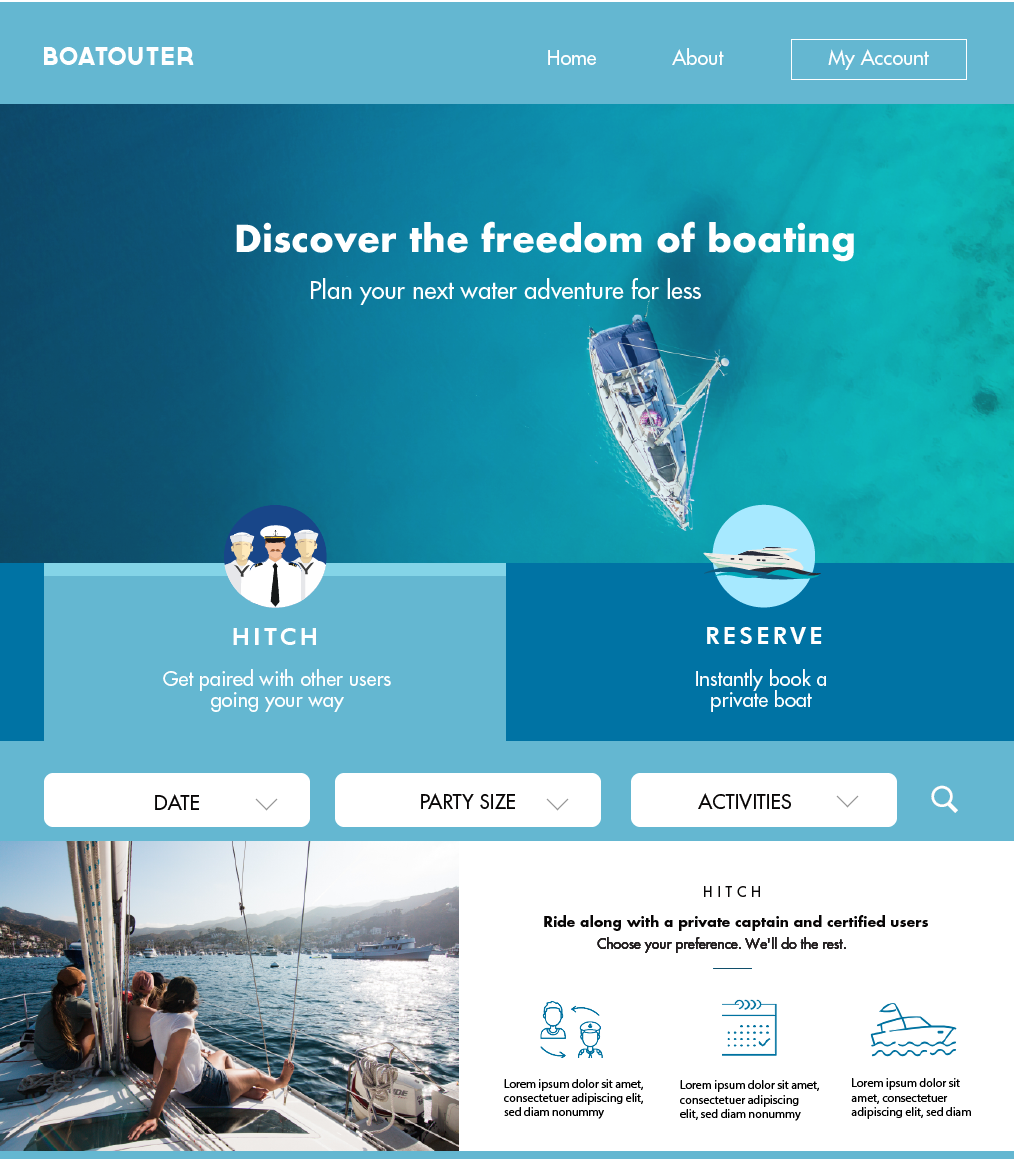 BOATOUTER
Home
About
My Account
Discover the freedom of boating
Plan your next water adventure for less
HITCH
Get paired with other users
going your way
RESERVE
Instantly book a
private boat
DATE
PARTY SIZE
ACTIVITIES
HITCH
Ride along with a private captain and certified users
Choose your preference. We'll do the rest.
Lorem ipsum dolor sit amet,
consectetuer adipiscing elit,
sed diam nonummy
Lorem ipsum dolor sit amet,
consectetuer adipiscing
elit, sed diam nonummy
Lorem ipsum dolor sit
amet, consectetuer
adipiscing elit, sed diam